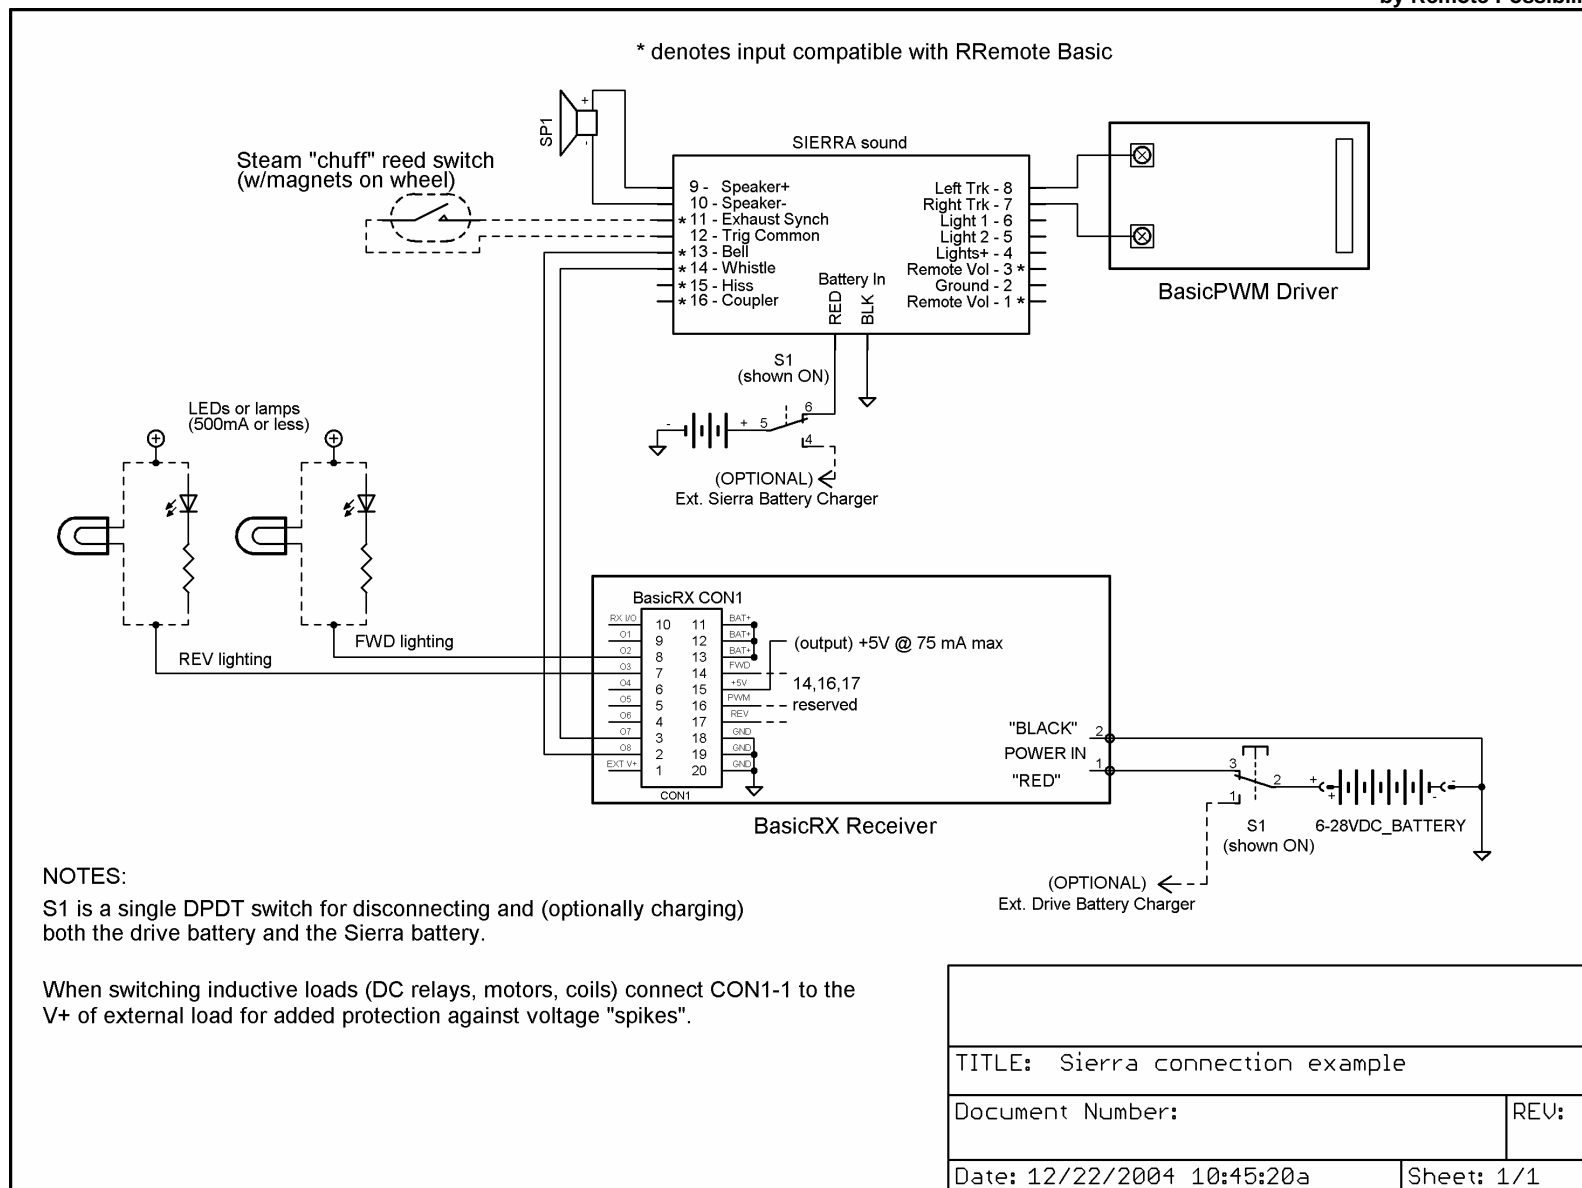 * denotes input compatible with RRemote Basic
SP1
+
-
SIERRA sound
Steam "chuff" reed switch
(w/magnets on wheel)
9 - Speaker+
10 - Speaker-
* 11 - Exhaust Synch
12 - Trig Common
* 13 - Bell
* 14 - Whistle
* 15 - Hiss
* 16 - Coupler
Left Trk - 8
Right Trk - 7
Light 1 - 6
Light 2 - 5
Lights+ - 4
Remote Vol - 3 *
Ground - 2
Remote Vol - 1 *
Battery In
RED
BLK
BasicPWM Driver
S1
(shown ON)
- + 5 6
4
(OPTIONAL)
Ext. Sierra Battery Charger
LEDs or lamps
(500mA or less)
+ +
FWD lighting
REV lighting
BasicRX CON1
RX I/O 10 11 BAT+
O1 9 12 BAT+
O2 8 13 BAT+
O3 7 14 FWD
O4 6 15 +5V
O5 5 16 PWM
O6 4 17 REV
O7 3 18 GND
O8 2 19 GND
EXT V+ 1 20 GND
CON1
(output) +5V @ 75 mA max
14,16,17
reserved
"BLACK" 2
POWER IN
"RED" 1
BasicRX Receiver
3
2
1
+ + - -
S1
(shown ON)
6-28VDC_BATTERY
(OPTIONAL)
Ext. Drive Battery Charger
NOTES:
S1 is a single DPDT switch for disconnecting and (optionally charging)
both the drive battery and the Sierra battery.
When switching inductive loads (DC relays, motors, coils) connect CON1-1 to the
V+ of external load for added protection against voltage "spikes".
TITLE: Sierra connection example
Document Number:
REV:
Date: 12/22/2004 10:45:20a
Sheet: 1/1